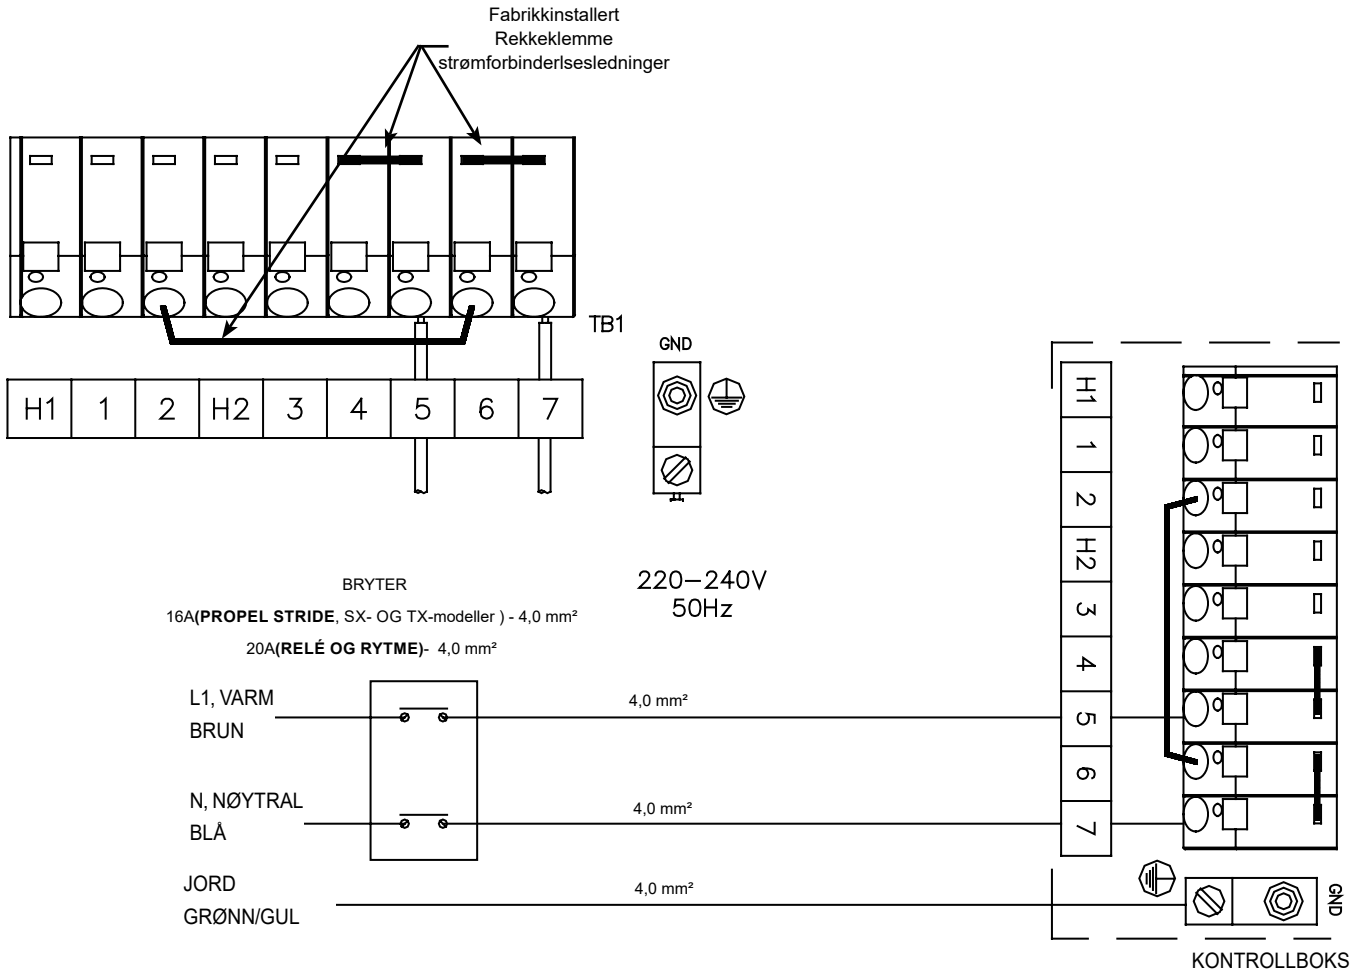 Fabrikkinstallert
Rekkeklemme
strømforbinderlsesledninger
TB1
H1 1 2 H2 3 4 5 6 7
GND
220–240V
50Hz
BRYTER
16A(PROPEL STRIDE, SX- OG TX-modeller ) - 4,0 mm²
20A(RELÉ OG RYTME)- 4,0 mm²
L1, VARM
BRUN
4,0 mm²
N, NØYTRAL
BLÅ
4,0 mm²
JORD
GRØNN/GUL
4,0 mm²
H1
1
2
H2
3
4
5
6
7
GND
KONTROLLBOKS